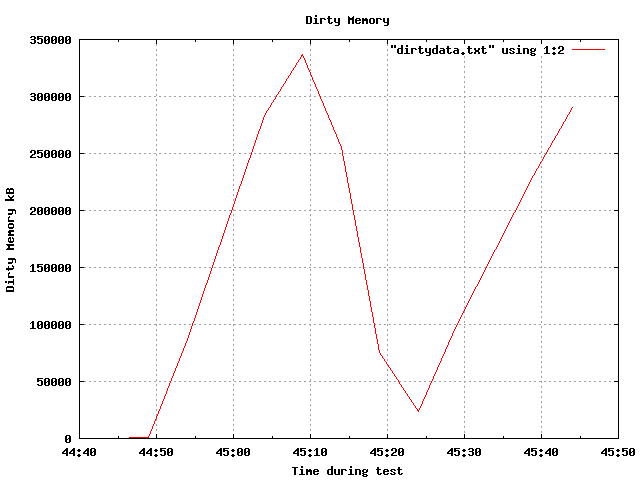 Dirty Memory
"dirtydata.txt" using 1:2
350000
300000
250000
200000
150000
100000
50000
0
Dirty Memory kB
44:40 44:50 45:00 45:10 45:20 45:30 45:40 45:50
Time during test